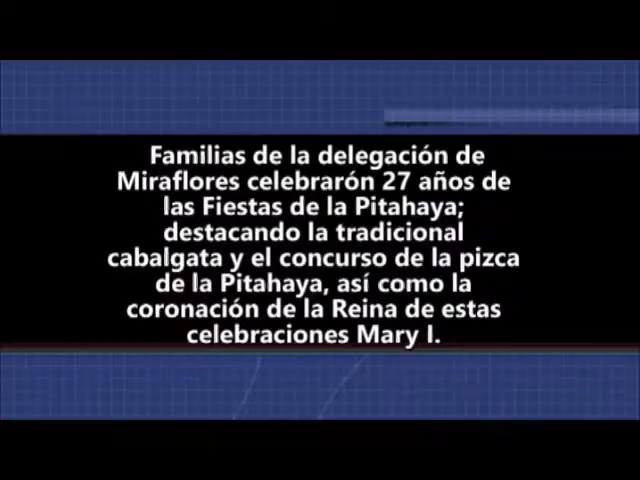 Familias de la delegación de
Miraflores celebrarón 27 años de
las Fiestas de la Pitahaya;
destacando la tradicional
cabalgata y el concurso de la pizca
de la Pitahaya, así como la
coronación de la Reina de estas
celebraciones Mary I.